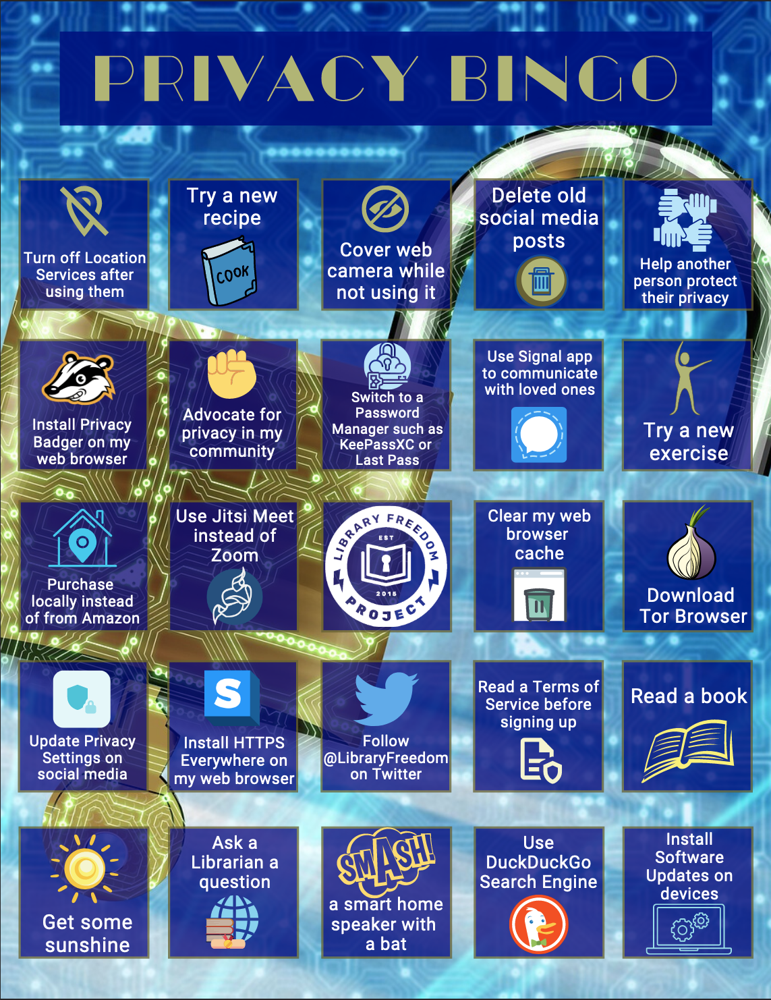 PRIVACY BINGO
Turn off Location
Services after
using them
Try a new
recipe
COOK
Cover web
camera while
not using it
Delete old
social media
posts
Help another
person protect
their privacy
Install Privacy
Badger on my
web browser
Advocate for
privacy in my
community
Switch to a
Password
Manager such as
KeePassXC or
Last Pass
Use Signal app
to communicate
with loved ones
Try a new
exercise
Purchase
locally instead
of from Amazon
Use Jitsi Meet
instead of
Zoom
LIBRARY FREEDOM
EST
2015
PROJECT
Clear my web
browser
cache
Download
Tor Browser
Update Privacy
Settings on
social media
S
Install HTTPS
Everywhere on
my web browser
Follow
@LibraryFreedom
on Twitter
Read a Terms of
Service before
signing up
Read a book
Get some
sunshine
Ask a
Librarian a
question
SMASH!
a smart home
speaker with
a bat
Use
DuckDuckGo
Search Engine
Install
Software
Updates on
devices